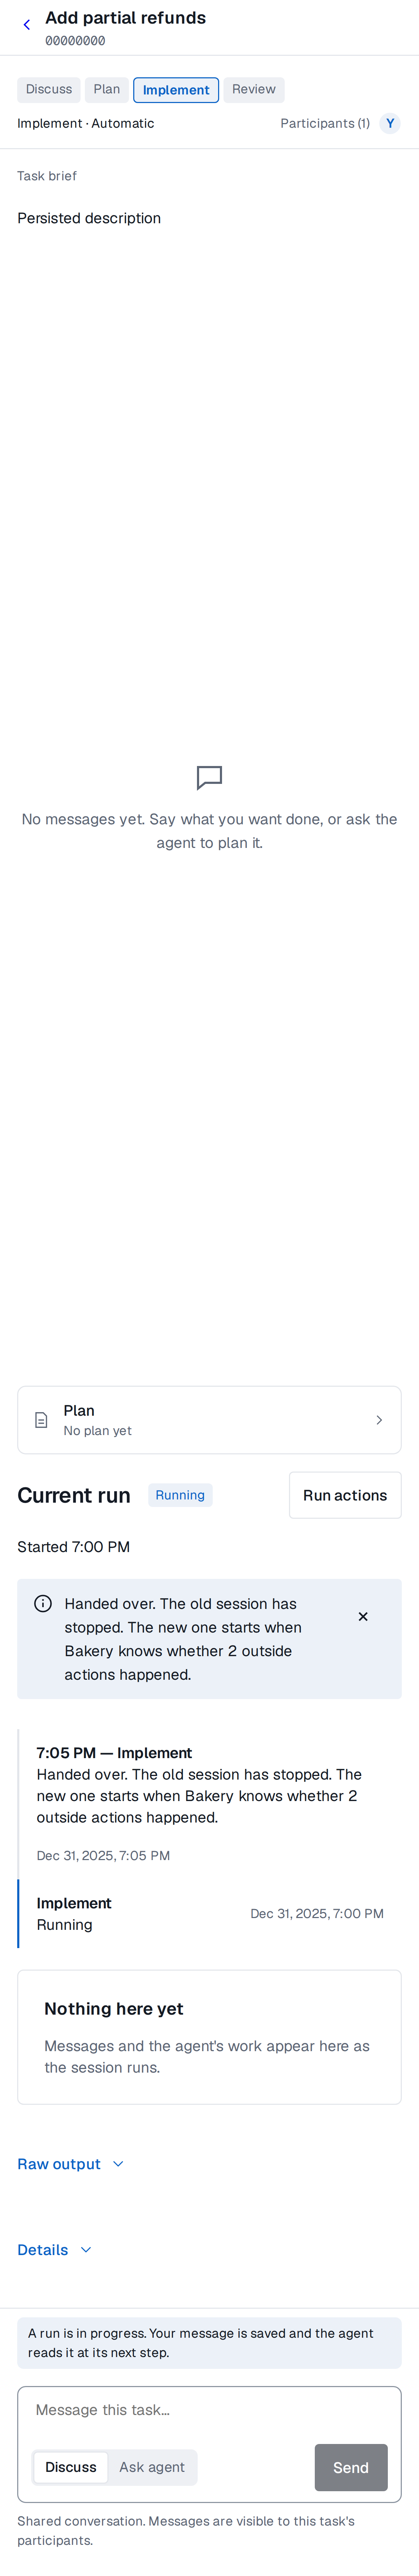 Add partial refunds
00000000
Discuss
Plan
Implement
Review
Implement · Automatic
Participants (1)
Y
Task brief
Persisted description
No messages yet. Say what you want done, or ask the
agent to plan it.
Plan
No plan yet
Current run
Running
Run actions
Started 7:00 PM
Handed over. The old session has
stopped. The new one starts when
Bakery knows whether 2 outside
actions happened.
7:05 PM — Implement
Handed over. The old session has stopped. The
new one starts when Bakery knows whether 2
outside actions happened.
Dec 31, 2025, 7:05 PM
Implement
Running
Dec 31, 2025, 7:00 PM
Nothing here yet
Messages and the agent's work appear here as
the session runs.
Raw output
Details
A run is in progress. Your message is saved and the agent
reads it at its next step.
Message this task...
Discuss
Ask agent
Send
Shared conversation. Messages are visible to this task's
participants.